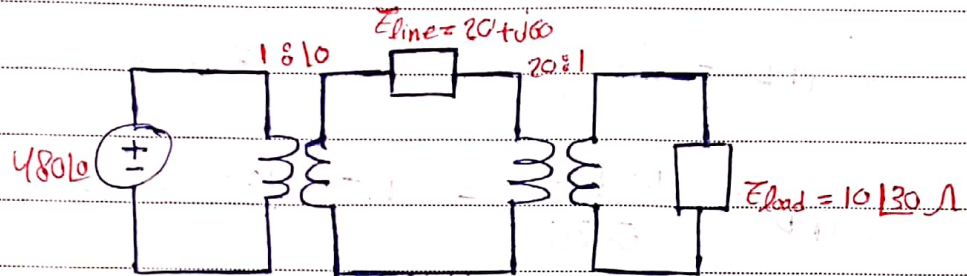 Zline = 20+J60
1:10
20:1
480∠0
+
-
Zload = 10∠30 Ω